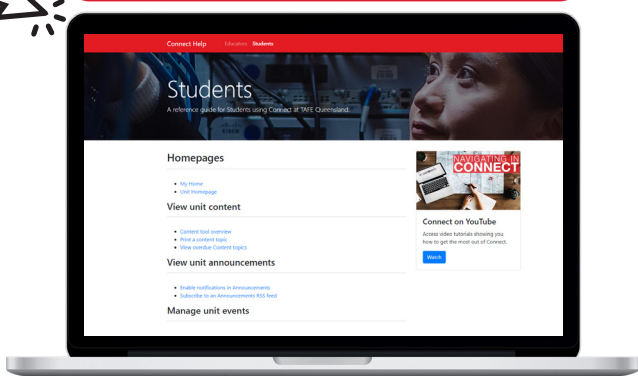 Connect Help Educators Students
Students
A reference guide for Students using Connect at TAFE Queensland.
CISCO
Homepages
My Home
Unit Homepage
View unit content
Content tool overview
Print a content topic
View overdue Content topics
View unit announcements
Enable notifications in Announcements
Subscribe to an Announcements RSS feed
Manage unit events
NAVIGATING IN
CONNECT
Connect on YouTube
Access video tutorials showing you
how to get the most out of Connect.
Watch